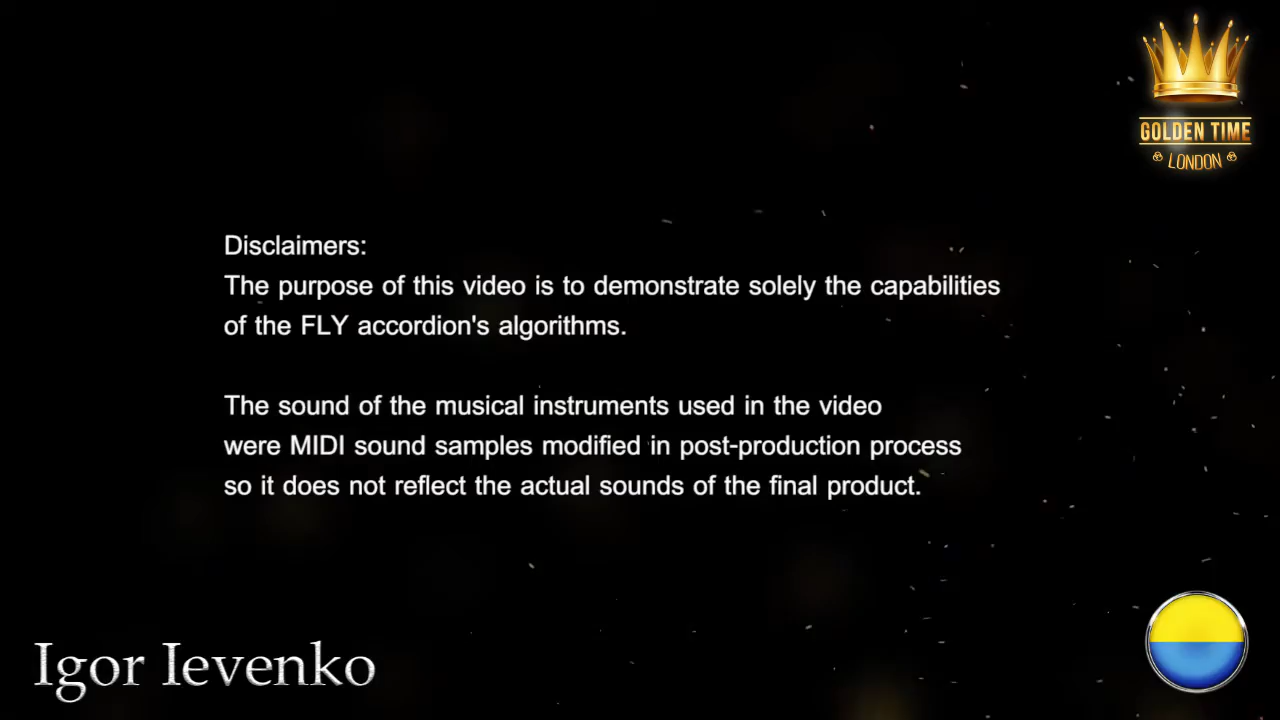 GOLDEN TIME
LONDON
Disclaimers:
The purpose of this video is to demonstrate solely the capabilities
of the FLY accordion's algorithms.
The sound of the musical instruments used in the video
were MIDI sound samples modified in post-production process
so it does not reflect the actual sounds of the final product.
Igor Ievenko